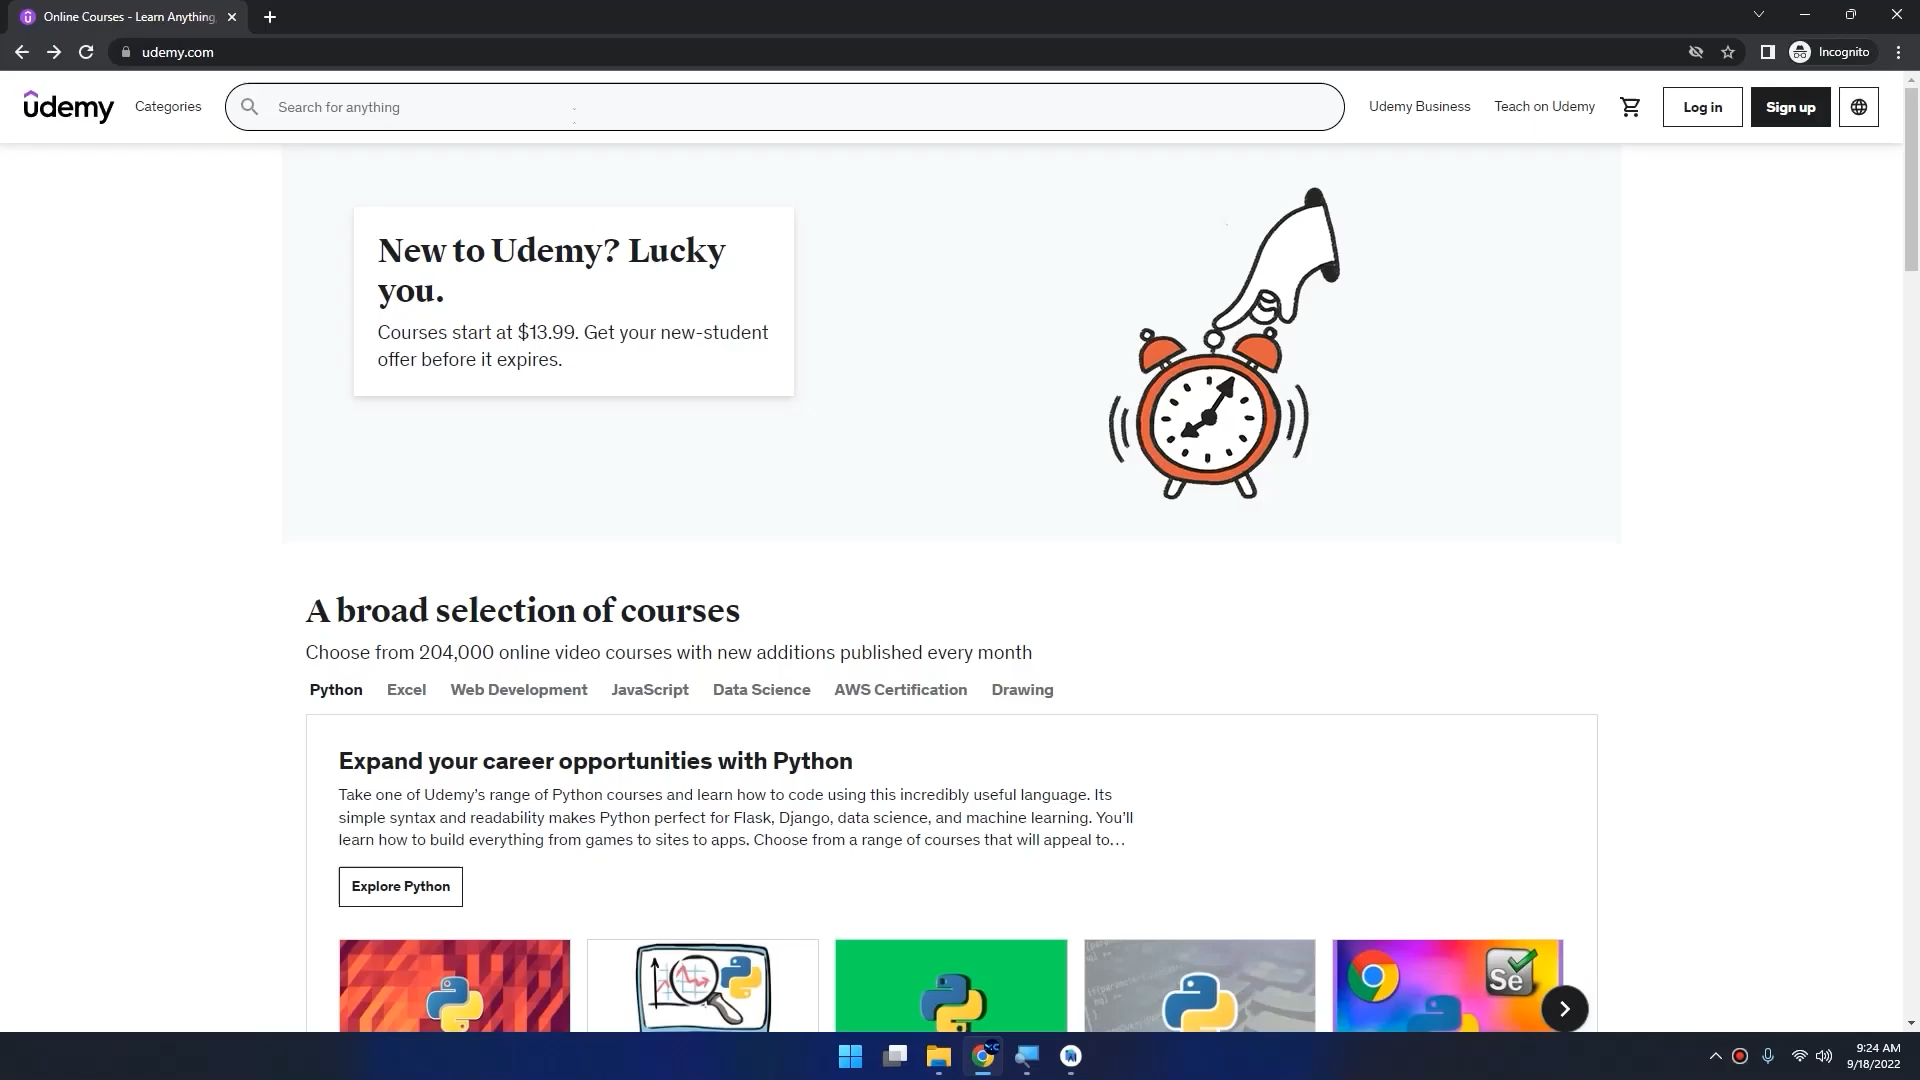 Online Courses - Learn Anything,
udemy.com
Incognito
udemy
Categories
Search for anything
Udemy Business
Teach on Udemy
Log in
Sign up
New to Udemy? Lucky
you.
Courses start at $13.99. Get your new-student
offer before it expires.
A broad selection of courses
Choose from 204,000 online video courses with new additions published every month
Python Excel Web Development JavaScript Data Science AWS Certification Drawing
Expand your career opportunities with Python
Take one of Udemy's range of Python courses and learn how to code using this incredibly useful language. Its
simple syntax and readability makes Python perfect for Flask, Django, data science, and machine learning. You'll
learn how to build everything from games to sites to apps. Choose from a range of courses that will appeal to...
Explore Python
Se
9:24 AM
9/18/2022